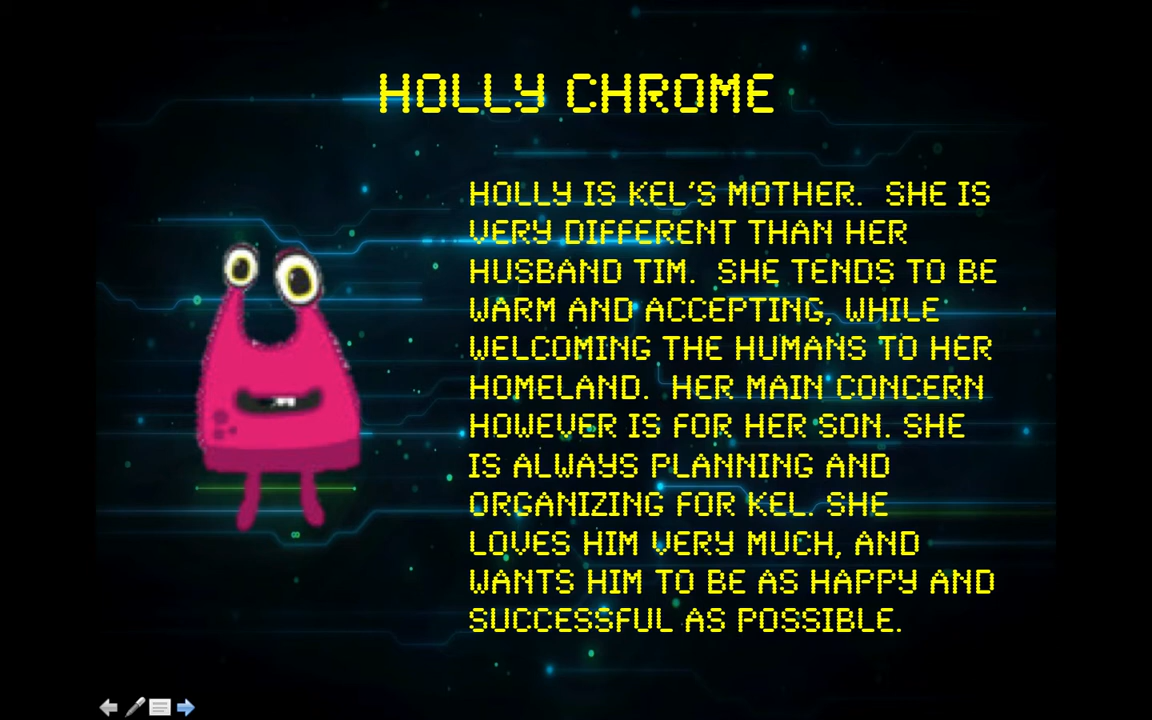 HOLLY CHROME
HOLLY IS KEL'S MOTHER.  SHE IS
VERY DIFFERENT THAN HER
HUSBAND TIM.  SHE TENDS TO BE
WARM AND ACCEPTING, WHILE
WELCOMING THE HUMANS TO HER
HOMELAND.  HER MAIN CONCERN
HOWEVER IS FOR HER SON. SHE
IS ALWAYS PLANNING AND
ORGANIZING FOR KEL. SHE
LOVES HIM VERY MUCH, AND
WANTS HIM TO BE AS HAPPY AND
SUCCESSFUL AS POSSIBLE.